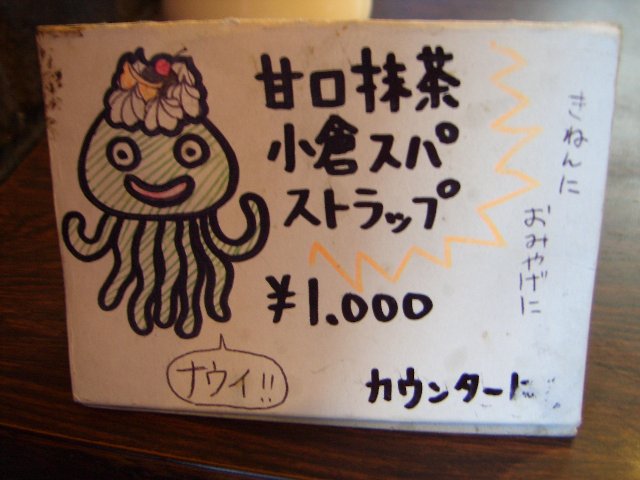 甘口抹茶
小倉スパ
ストラップ
¥1.000
カウンターに
きねんに
おみやげに
ナウイ!!